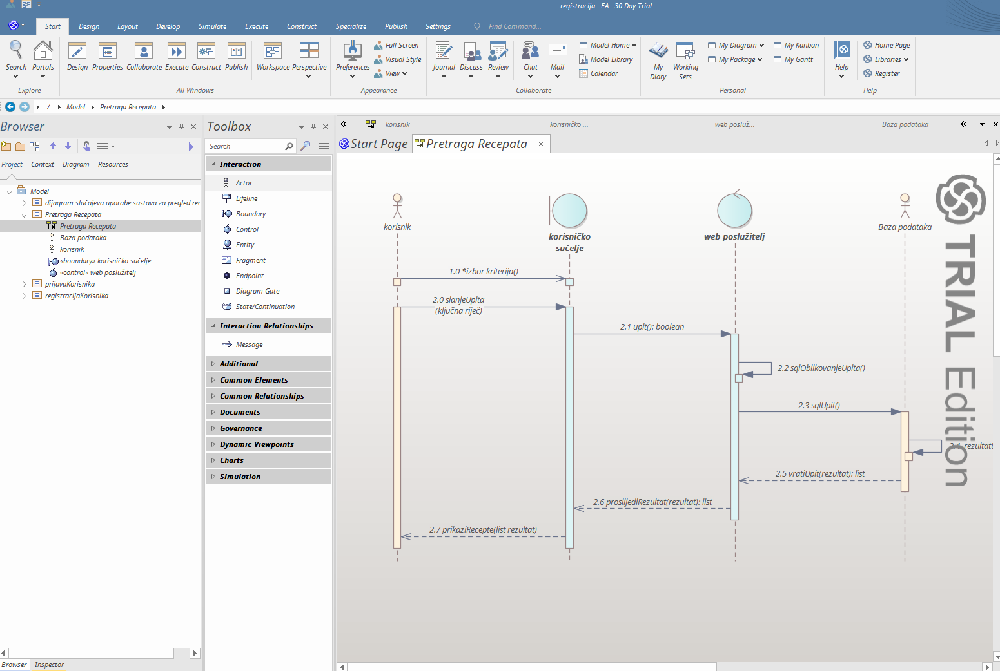 registracija - EA - 30 Day Trial
Start Design Layout Develop Simulate Execute Construct Specialize Publish Settings Find Command...
Search Portals Design Properties Collaborate Execute Construct Publish Workspace Perspective Preferences Full Screen Visual Style View Journal Discuss Review Chat Mail Model Home Model Library Calendar My Diary Working Sets My Diagram My Package My Kanban My Gantt Help Home Page Libraries Register
Explore All Windows Appearance Collaborate Personal Help
/ Model Pretraga Recepata
Browser
Project Context Diagram Resources
Model
dijagram slučajeva uporabe sustava za pregled rec
Pretraga Recepata
Pretraga Recepata
Baza podataka
korisnik
«boundary» korisničko sučelje
«control» web poslužitelj
prijavaKorisnika
registracijaKorisnika
Browser Inspector
Toolbox
Search
Interaction
Actor
Lifeline
Boundary
Control
Entity
Fragment
Endpoint
Diagram Gate
State/Continuation
Interaction Relationships
Message
Additional
Common Elements
Common Relationships
Documents
Governance
Dynamic Viewpoints
Charts
Simulation
korisnik korisničko ... web posluž... Baza podataka
Start Page Pretraga Recepata
korisnik
korisničko
sučelje
web poslužitelj
Baza podataka
1.0 *izbor kriterija()
2.0 slanjeUpita
(ključna riječ)
2.1 upit(): boolean
2.2 sqlOblikovanjeUpita()
2.3 sqlUpit()
2.4 rezultat
2.5 vratiUpit(rezultat): list
2.6 proslijediRezultat(rezultat): list
2.7 prikaziRecepte(list rezultat)
TRIAL Edition